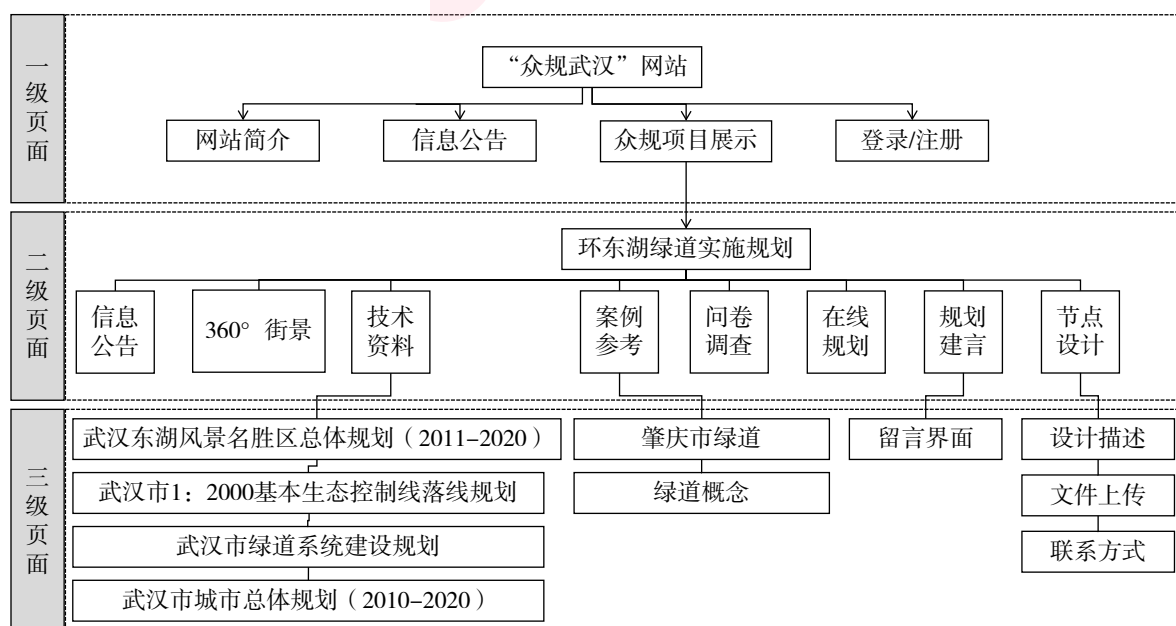 一级页面
“众规武汉”网站
网站简介
信息公告
众规项目展示
登录/注册
二级页面
环东湖绿道实施规划
信息
公告
360° 街景
技术
资料
案例
参考
问卷
调查
在线
规划
规划
建言
节点
设计
三级页面
武汉东湖风景名胜区总体规划（2011-2020）
武汉市1：2000基本生态控制线落线规划
武汉市绿道系统建设规划
武汉市城市总体规划（2010-2020）
肇庆市绿道
绿道概念
留言界面
设计描述
文件上传
联系方式